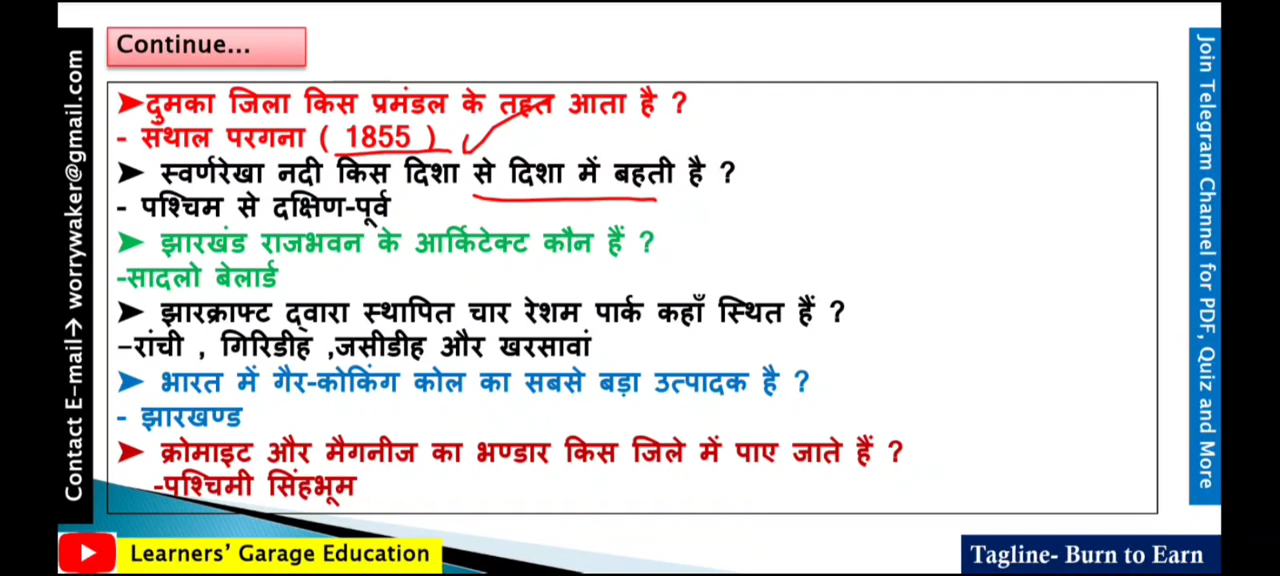 Continue...
➤दुमका जिला किस प्रमंडल के तहत आता है ?
- संथाल परगना ( 1855 )
➤ स्वर्णरेखा नदी किस दिशा से दिशा में बहती है ?
- पश्चिम से दक्षिण-पूर्व
➤ झारखंड राजभवन के आर्किटेक्ट कौन हैं ?
-सादलो बेलार्ड
➤ झारक्राफ्ट द्वारा स्थापित चार रेशम पार्क कहाँ स्थित हैं ?
–रांची , गिरिडीह ,जसीडीह और खरसावां
➤ भारत में गैर-कोकिंग कोल का सबसे बड़ा उत्पादक है ?
- झारखण्ड
➤ क्रोमाइट और मैगनीज का भण्डार किस जिले में पाए जाते हैं ?
-पश्चिमी सिंहभूम
Contact E-mail→ worrywaker@gmail.com
Join Telegram Channel for PDF, Quiz and More
Learners’ Garage Education
Tagline- Burn to Earn